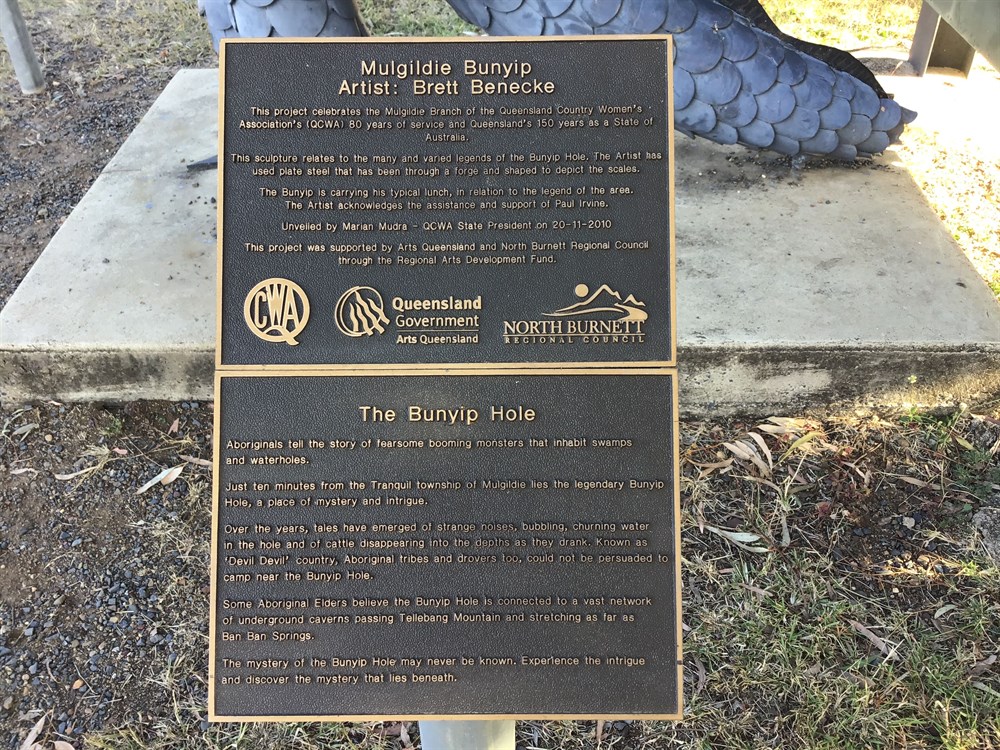 Mulgildie Bunyip
Artist: Brett Benecke
This project celebrates the Mulgildie Branch of the Queensland Country Women's
Association's (QCWA) 80 years of service and Queensland's 150 years as a State of
Australia.
This sculpture relates to the many and varied legends of the Bunyip Hole. The Artist has
used plate steel that has been through a forge and shaped to depict the scales.
The Bunyip is carrying his typical lunch, in relation to the legend of the area.
The Artist acknowledges the assistance and support of Paul Irvine.
Unveiled by Marian Mudra - QCWA State President on 20-11-2010
This project was supported by Arts Queensland and North Burnett Regional Council
through the Regional Arts Development Fund.
QCWA
Queensland
Government
Arts Queensland
NORTH BURNETT
REGIONAL COUNCIL
The Bunyip Hole
Aboriginals tell the story of fearsome booming monsters that inhabit swamps
and waterholes.
Just ten minutes from the Tranquil township of Mulgildie lies the legendary Bunyip
Hole, a place of mystery and intrigue.
Over the years, tales have emerged of strange noises, bubbling, churning water
in the hole and of cattle disappearing into the depths as they drank. Known as
'Devil Devil' country, Aboriginal tribes and drovers too, could not be persuaded to
camp near the Bunyip Hole.
Some Aboriginal Elders believe the Bunyip Hole is connected to a vast network
of underground caverns passing Tellebang Mountain and stretching as far as
Ban Ban Springs.
The mystery of the Bunyip Hole may never be known. Experience the intrigue
and discover the mystery that lies beneath.